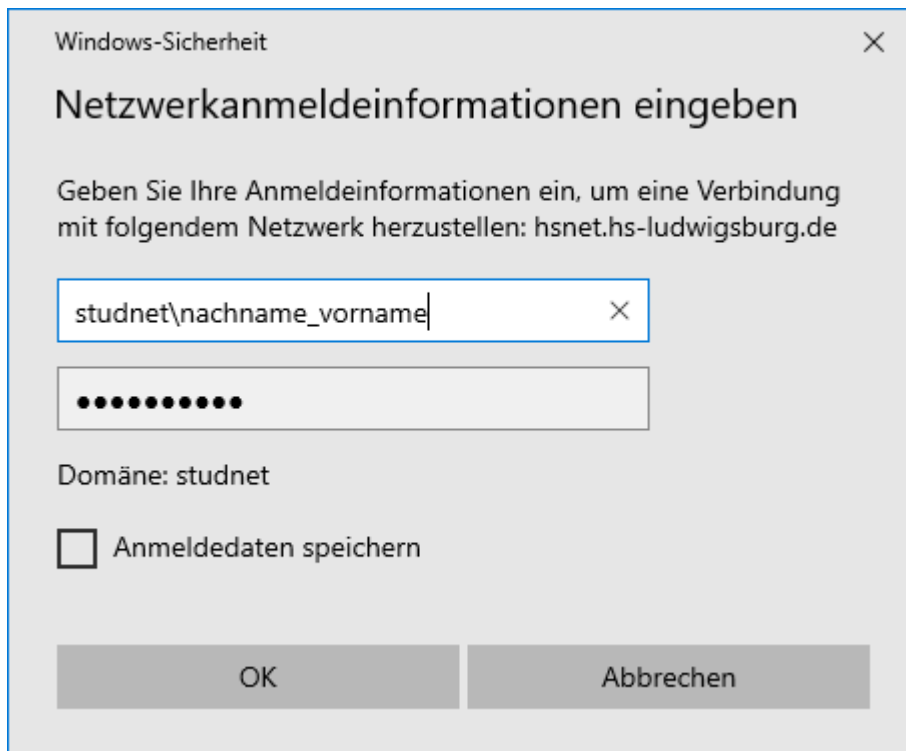 Windows-Sicherheit
Netzwerkanmeldeinformationen eingeben
Geben Sie Ihre Anmeldeinformationen ein, um eine Verbindung
mit folgendem Netzwerk herzustellen: hsnet.hs-ludwigsburg.de
studnet\nachname_vorname
●●●●●●●●●●
Domäne: studnet
Anmeldedaten speichern
OK
Abbrechen